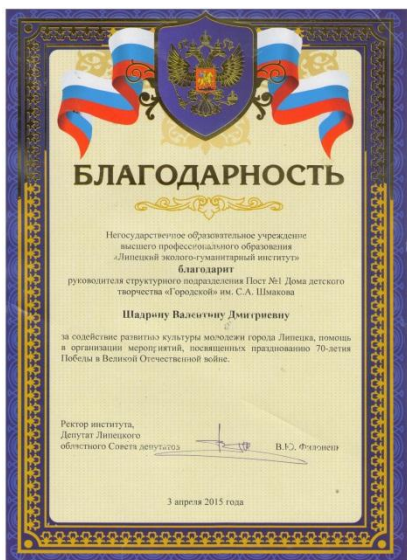 БЛАГОДАРНОСТЬ
Негосударственное образовательное учреждение
высшего профессионального образования
«Липецкий эколого-гуманитарный институт»
благодарит
руководителя структурного подразделения Пост №1 Дома детского
творчества «Городской» им. С.А. Шмакова
Шадрину Валентину Дмитриевну
за содействие развитию культуры молодежи города Липецка, помощь
в организации мероприятий, посвященных празднованию 70-летия
Победы в Великой Отечественной войне.
Ректор института,
Депутат Липецкого
областного Совета депутатов В.Ю.
3 апреля 2015 года